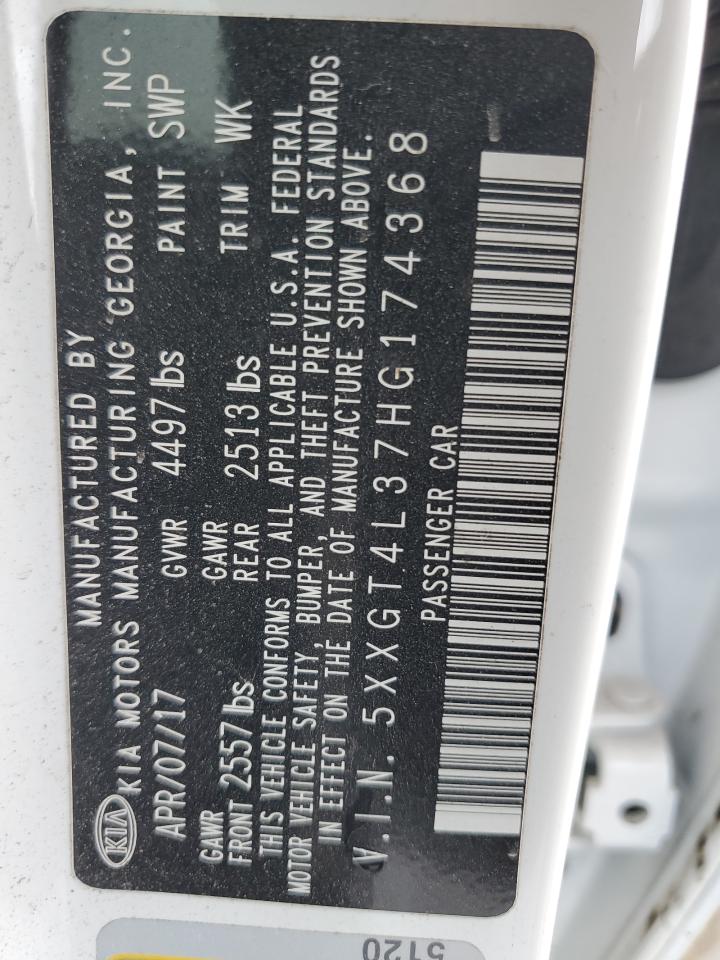 MANUFACTURED BY
KIA KIA MOTORS MANUFACTURING GEORGIA, INC.
APR/07/17 GVWR 4497 lbs PAINT SWP
GAWR FRONT 2557 lbs GAWR REAR 2513 lbs TRIM WK
THIS VEHICLE CONFORMS TO ALL APPLICABLE U.S.A. FEDERAL
MOTOR VEHICLE SAFETY, BUMPER, AND THEFT PREVENTION STANDARDS
IN EFFECT ON THE DATE OF MANUFACTURE SHOWN ABOVE.
V.I.N. 5XXGT4L37HG174368
PASSENGER CAR
5120